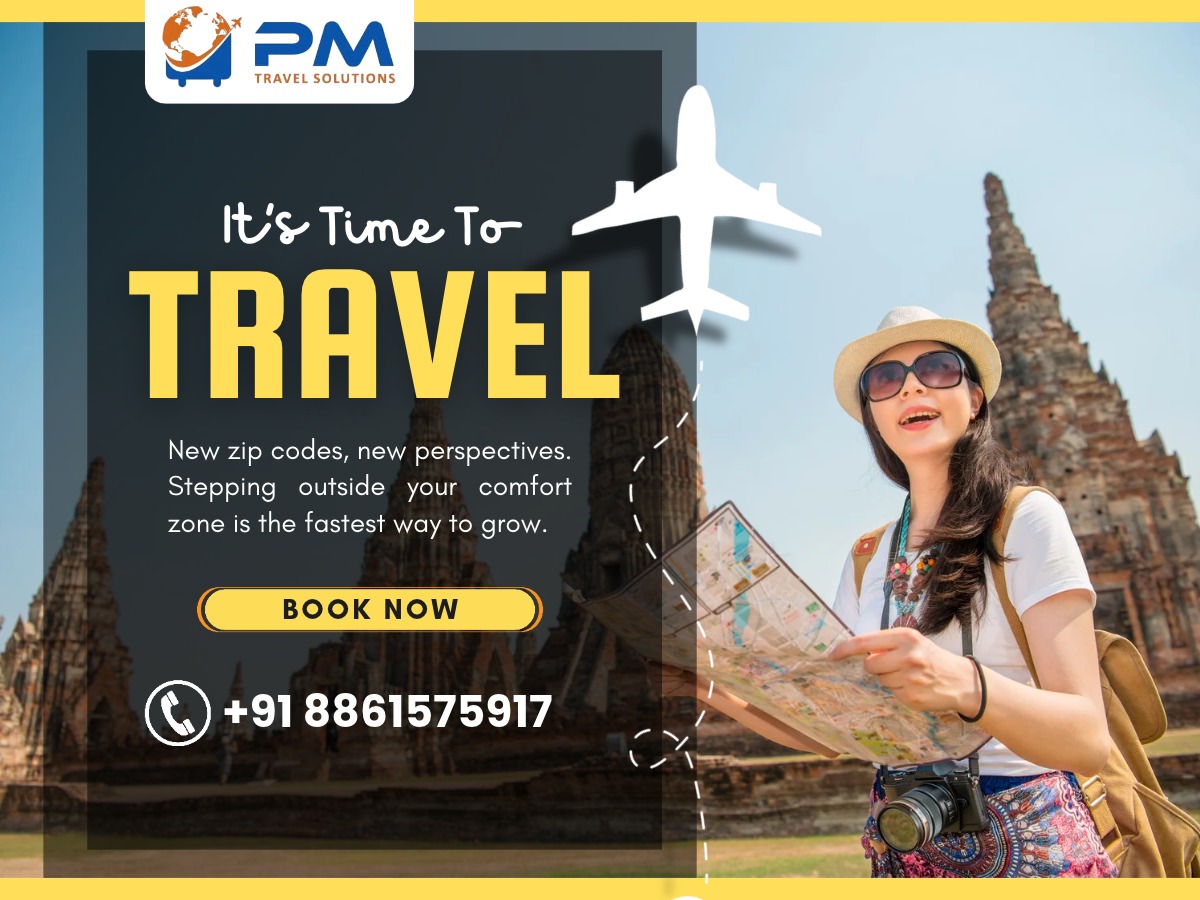 PM
TRAVEL SOLUTIONS
It's Time To
TRAVEL
New zip codes, new perspectives.
Stepping outside your comfort
zone is the fastest way to grow.
BOOK NOW
+91 8861575917